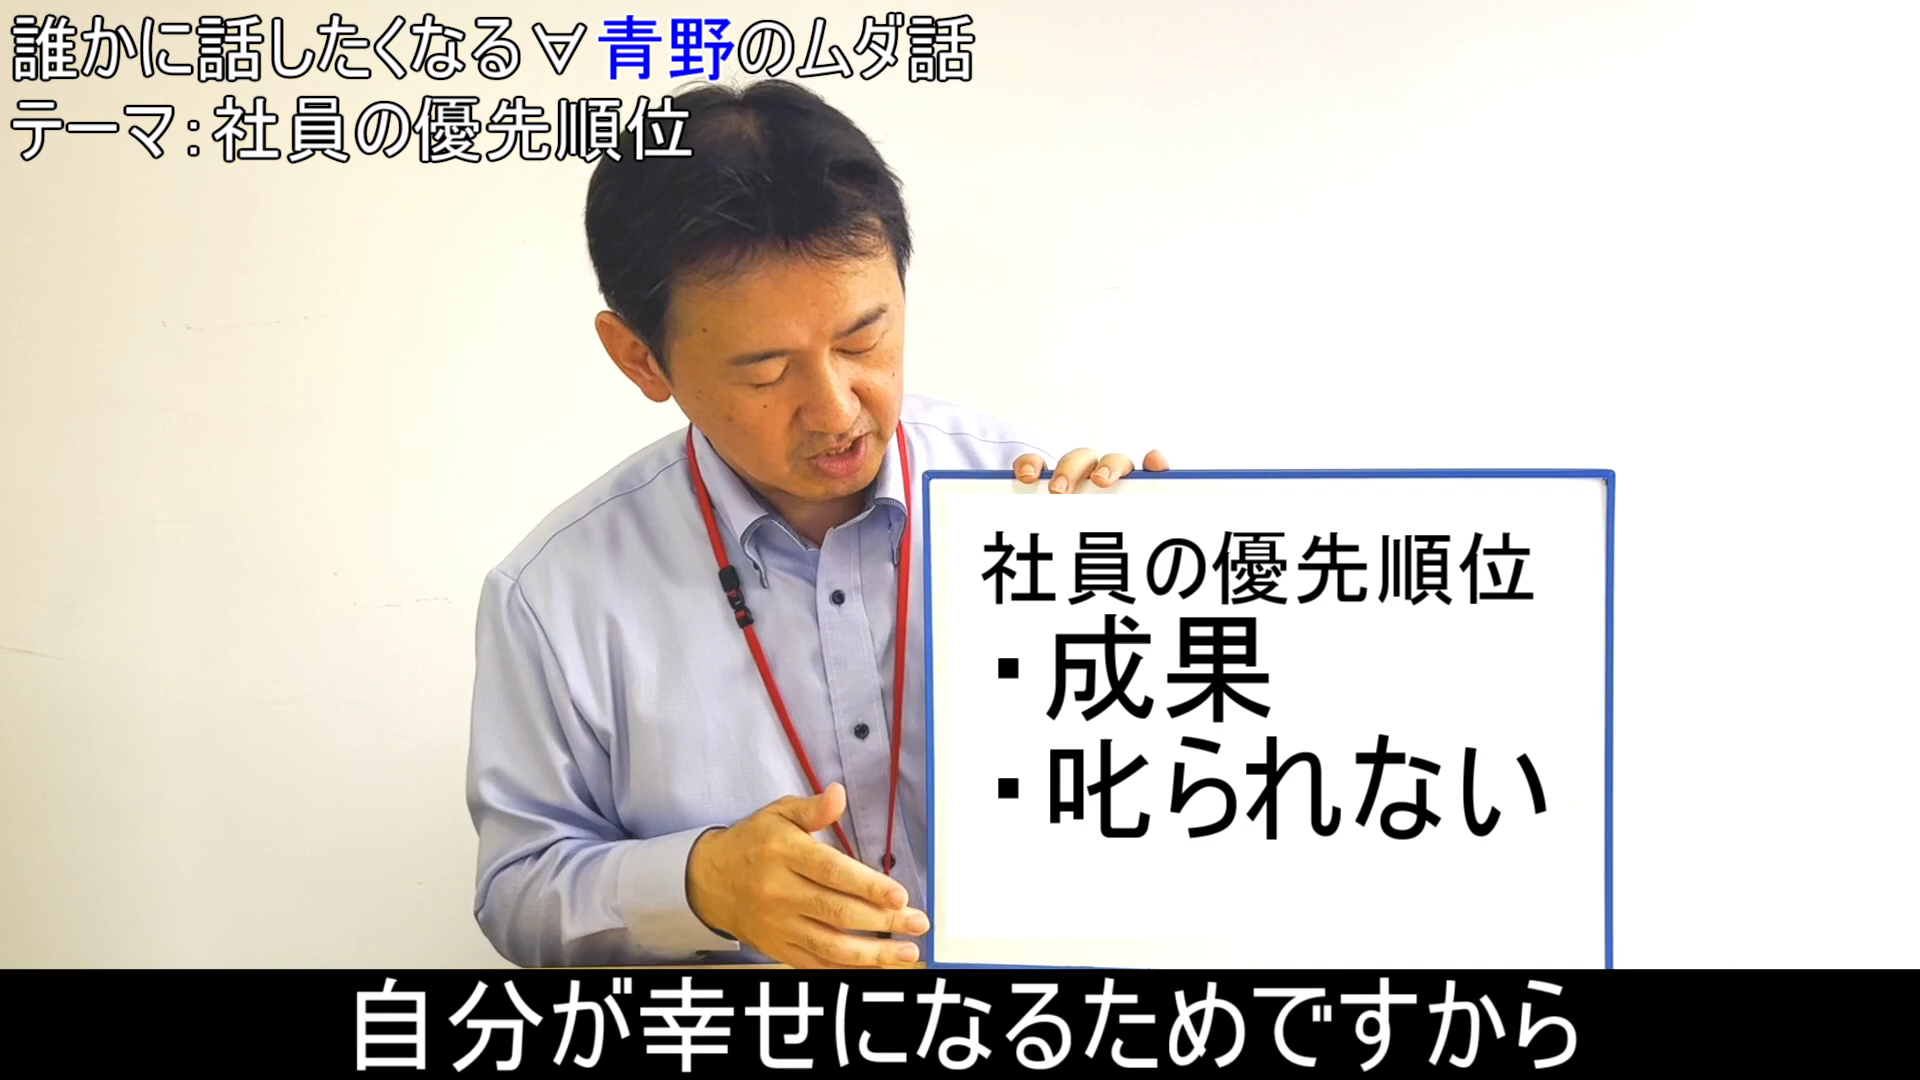 誰かに話したくなる∀青野のムダ話
テーマ：社員の優先順位
社員の優先順位
・成果
・叱られない
自分が幸せになるためですから